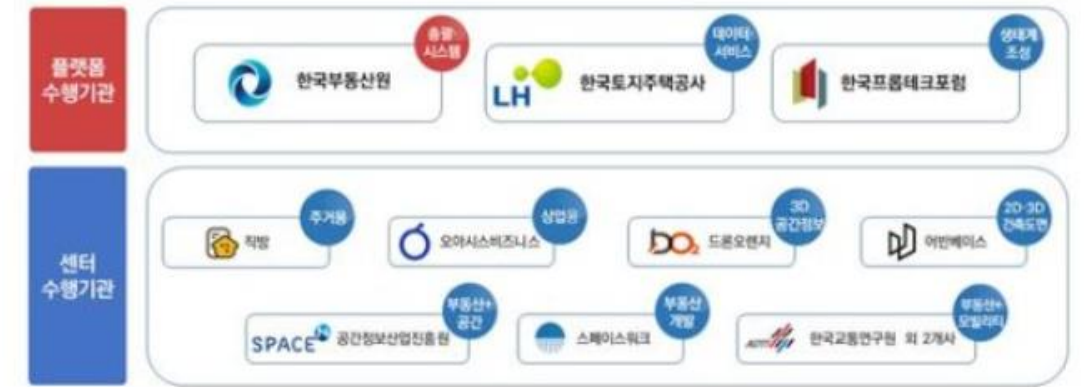 플랫폼
수행기관
총괄·
시스템
한국부동산원
데이터·
서비스
LH
한국토지주택공사
생태계
조성
한국프롭테크포럼
센터
수행기관
주거용
직방
상업용
오아시스비즈니스
3D
공간정보
드론오렌지
2D·3D
건축도면
어반베이스
부동산+
공간
SPACE
공간정보산업진흥원
부동산
개발
스페이스워크
부동산+
모빌리티
한국교통연구원 외 2개사